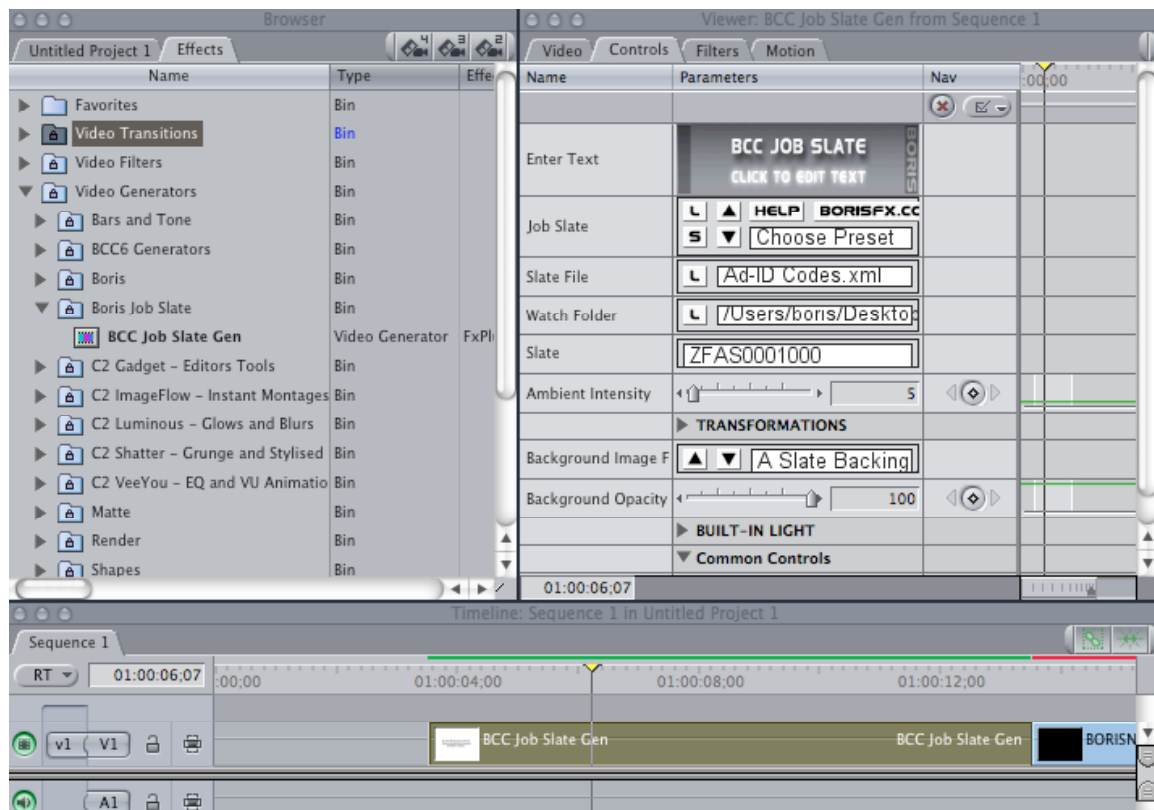 Browser
Untitled Project 1 Effects 4 3 2
Name Type Effe
Favorites Bin
Video Transitions Bin
Video Filters Bin
Video Generators Bin
Bars and Tone Bin
BCC6 Generators Bin
Boris Bin
Boris Job Slate Bin
BCC Job Slate Gen Video Generator FxPl
C2 Gadget – Editors Tools Bin
C2 ImageFlow – Instant Montages Bin
C2 Luminous – Glows and Blurs Bin
C2 Shatter – Grunge and Stylised Bin
C2 VeeYou – EQ and VU Animatio Bin
Matte Bin
Render Bin
Shapes Bin
Viewer: BCC Job Slate Gen from Sequence 1
Video Controls Filters Motion
Name Parameters Nav :00;00
Enter Text BCC JOB SLATE
CLICK TO EDIT TEXT
BORIS
Job Slate L HELP BORISFX.CC
S Choose Preset
Slate File L Ad-ID Codes.xml
Watch Folder L /Users/boris/Desktop
Slate ZFAS0001000
Ambient Intensity 5
TRANSFORMATIONS
Background Image F A Slate Backing
Background Opacity 100
BUILT-IN LIGHT
Common Controls
01:00:06;07
Timeline: Sequence 1 in Untitled Project 1
Sequence 1
RT 01:00:06;07 :00;00 01:00:04;00 01:00:08;00 01:00:12;00
v1 V1 BCC Job Slate Gen BCC Job Slate Gen BORISN
A1